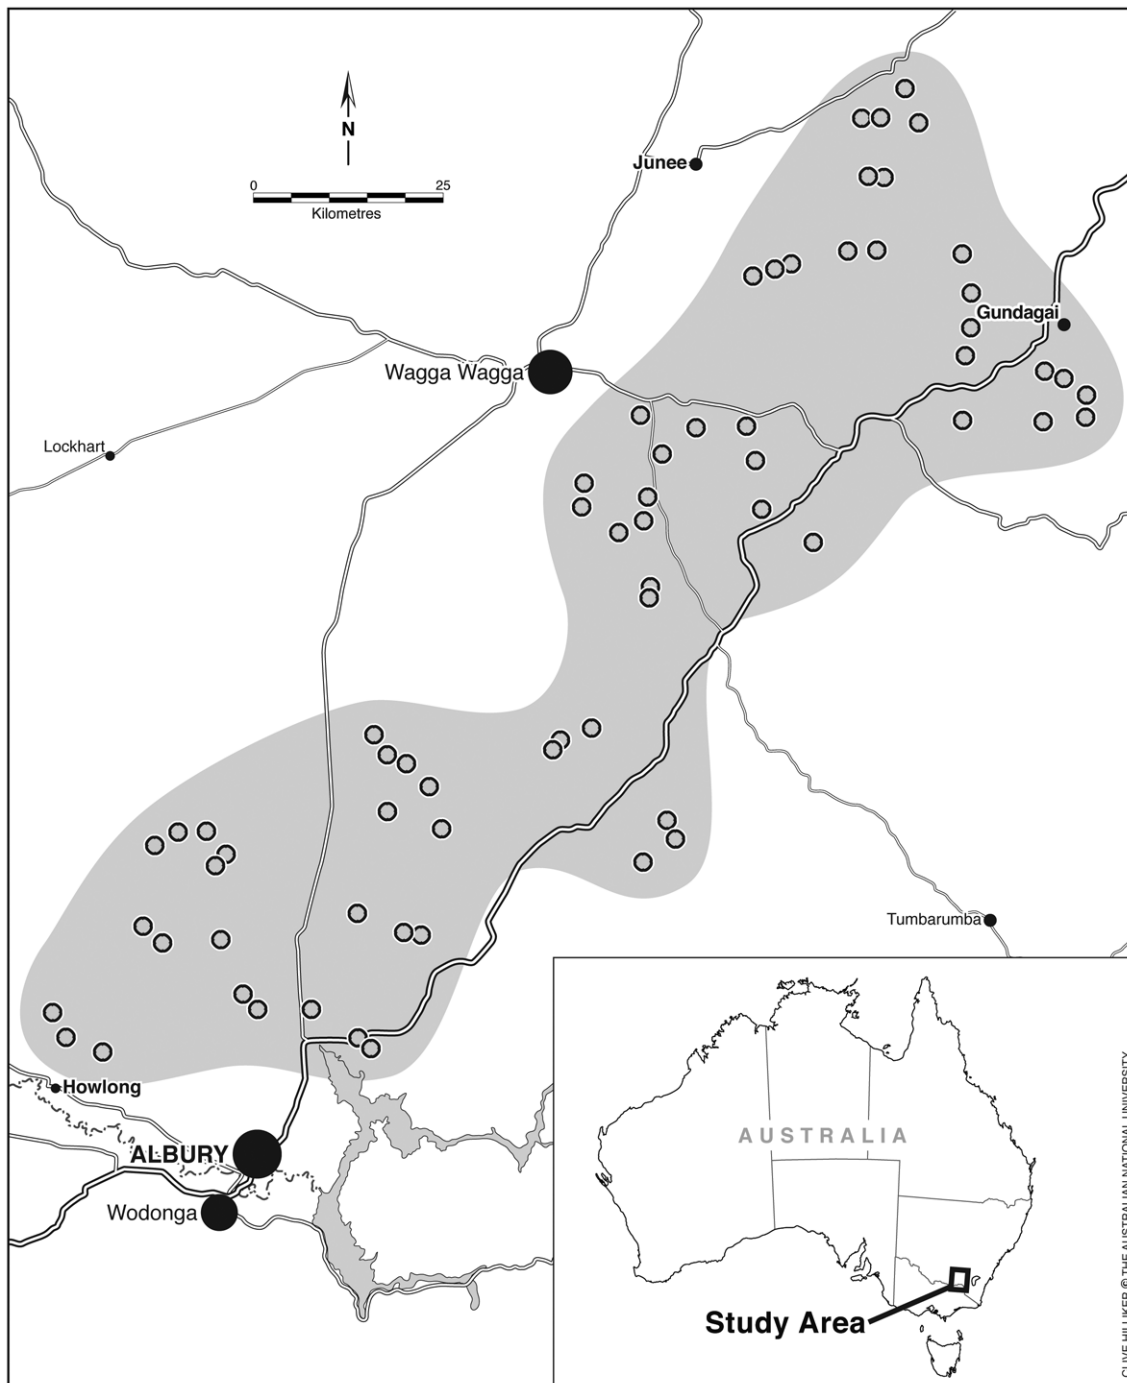 N
0 25
Kilometres
Junee
Gundagai
Wagga Wagga
Lockhart
Tumbarumba
Howlong
ALBURY
Wodonga
AUSTRALIA
Study Area
CLIVE HILLIKER © THE AUSTRALIAN NATIONAL UNIVERSITY